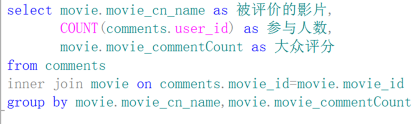 select movie.movie_cn_name as 被评价的影片,
COUNT(comments.user_id) as 参与人数,
movie.movie_commentCount as 大众评分
from comments
inner join movie on comments.movie_id=movie.movie_id
group by movie.movie_cn_name,movie.movie_commentCount